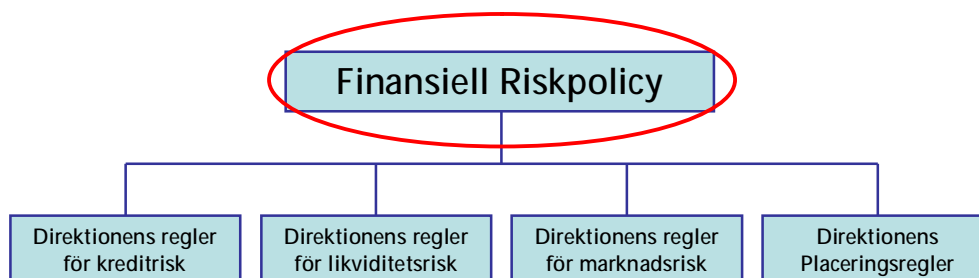 Finansiell Riskpolicy
Direktionens regler
för kreditrisk
Direktionens regler
för likviditetsrisk
Direktionens regler
för marknadsrisk
Direktionens
Placeringsregler